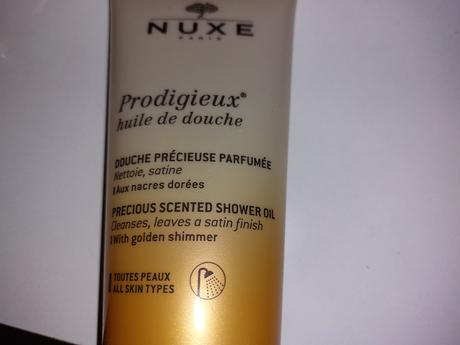 NUXE
PARIS
Prodigieux®
huile de douche
DOUCHE PRÉCIEUSE PARFUMÉE
Nettoie, satine
Aux nacres dorées
PRECIOUS SCENTED SHOWER OIL
Cleanses, leaves a satin finish
With golden shimmer
TOUTES PEAUX
ALL SKIN TYPES